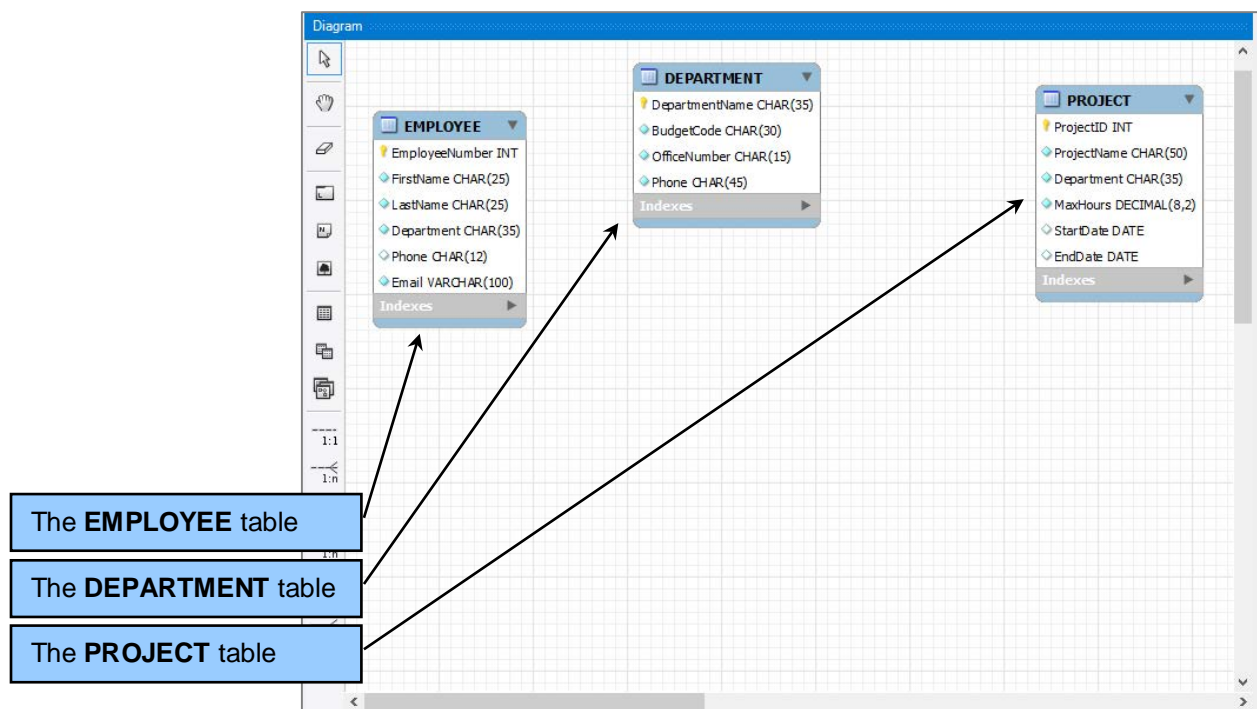 Diagram
EMPLOYEE
EmployeeNumber INT
FirstName CHAR(25)
LastName CHAR(25)
Department CHAR(35)
Phone CHAR(12)
Email VARCHAR(100)
Indexes
DEPARTMENT
DepartmentName CHAR(35)
BudgetCode CHAR(30)
OfficeNumber CHAR(15)
Phone CHAR(45)
Indexes
PROJECT
ProjectID INT
ProjectName CHAR(50)
Department CHAR(35)
MaxHours DECIMAL(8,2)
StartDate DATE
EndDate DATE
Indexes
1:1
1:n
1:n
The EMPLOYEE table
The DEPARTMENT table
The PROJECT table